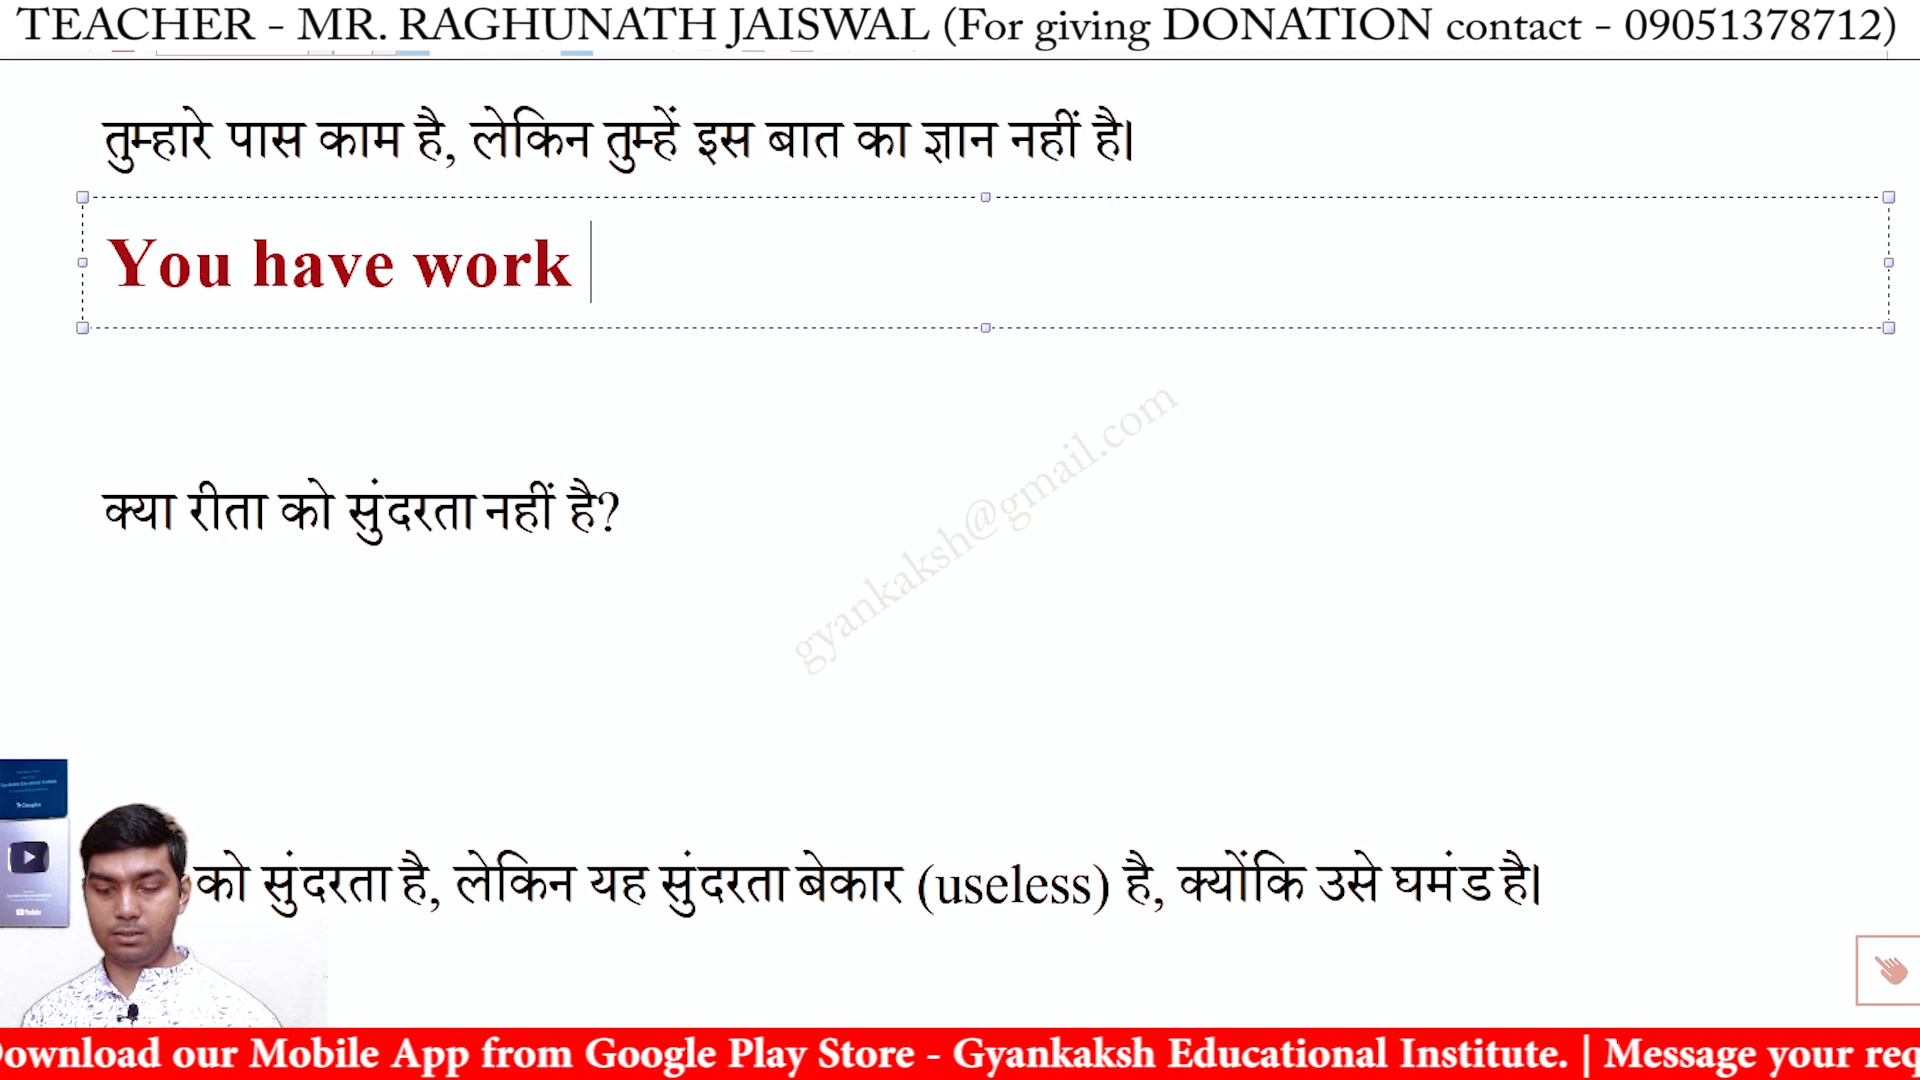 TEACHER - MR. RAGHUNATH JAISWAL (For giving DONATION contact - 09051378712)
तुम्हारे पास काम है, लेकिन तुम्हें इस बात का ज्ञान नहीं है।
You have work
gyankaksh@gmail.com
क्या रीता को सुंदरता नहीं है?
को सुंदरता है, लेकिन यह सुंदरता बेकार (useless) है, क्योंकि उसे घमंड है।
ownload our Mobile App from Google Play Store - Gyankaksh Educational Institute. | Message your req